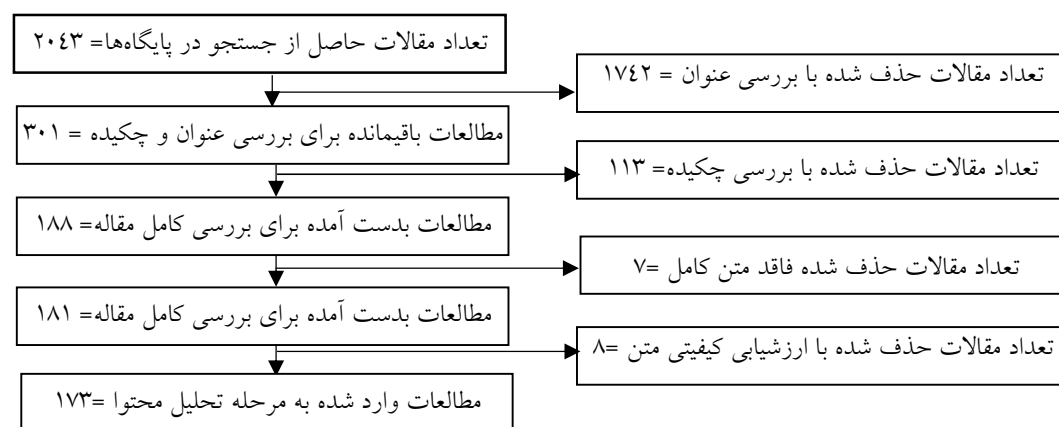 تعداد مقالات حاصل از جستجو در پایگاه‌ها= ۲۰٤۳
تعداد مقالات حذف شده با بررسی عنوان = ۱۷٤۲
مطالعات باقیمانده برای بررسی عنوان و چکیده = ۳۰۱
تعداد مقالات حذف شده با بررسی چکیده= ۱۱۳
مطالعات بدست آمده برای بررسی کامل مقاله= ۱۸۸
تعداد مقالات حذف شده فاقد متن کامل =۷
مطالعات بدست آمده برای بررسی کامل مقاله= ۱۸۱
تعداد مقالات حذف شده با ارزشیابی کیفیتی متن =۸
مطالعات وارد شده به مرحله تحلیل محتوا =۱۷۳